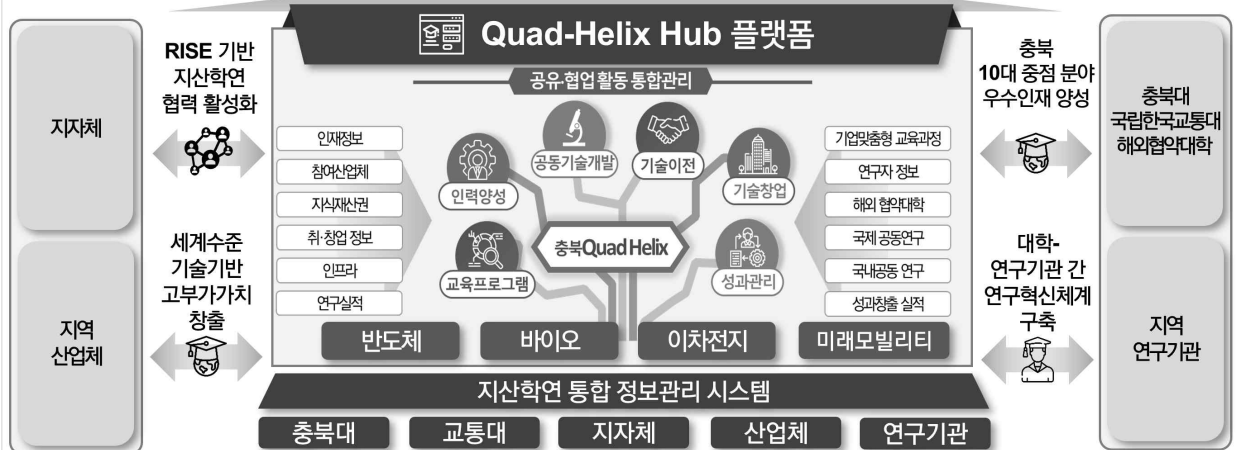 Quad-Helix Hub 플랫폼
공유·협업 활동 통합관리
지자체
지역
산업체
RISE 기반
지산학연
협력 활성화
세계수준
기술기반
고부가가치
창출
인재정보
참여산업체
지식재산권
취·창업 정보
인프라
연구실적
인력양성
공동기술개발
기술이전
기술창업
교육프로그램
충북Quad Helix
성과관리
기업맞춤형 교육과정
연구자 정보
해외 협약대학
국제 공동연구
국내공동 연구
성과창출 실적
반도체
바이오
이차전지
미래모빌리티
충북
10대 중점 분야
우수인재 양성
대학-
연구기관 간
연구혁신체계
구축
충북대
국립한국교통대
해외협약대학
지역
연구기관
지산학연 통합 정보관리 시스템
충북대
교통대
지자체
산업체
연구기관